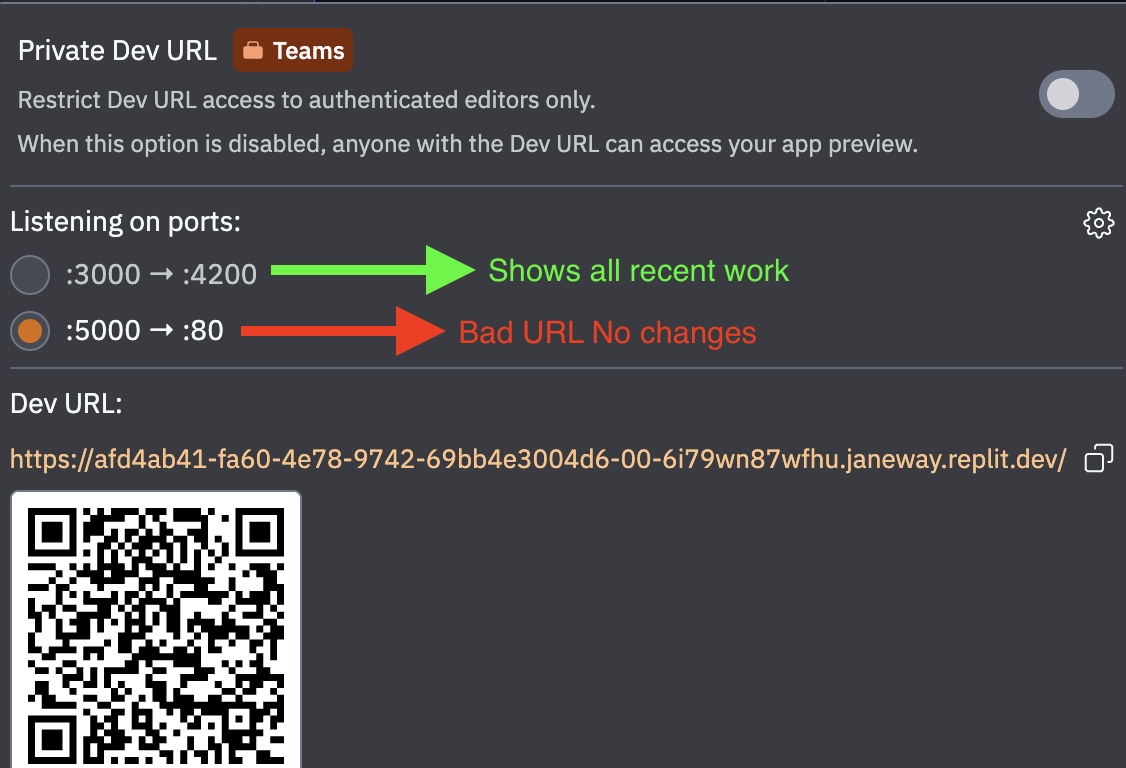 Private Dev URL Teams
Restrict Dev URL access to authenticated editors only.
When this option is disabled, anyone with the Dev URL can access your app preview.
Listening on ports:
:3000 → :4200 Shows all recent work
:5000 → :80 Bad URL No changes
Dev URL:
https://afd4ab41-fa60-4e78-9742-69bb4e3004d6-00-6i79wn87wfhu.janeway.replit.dev/